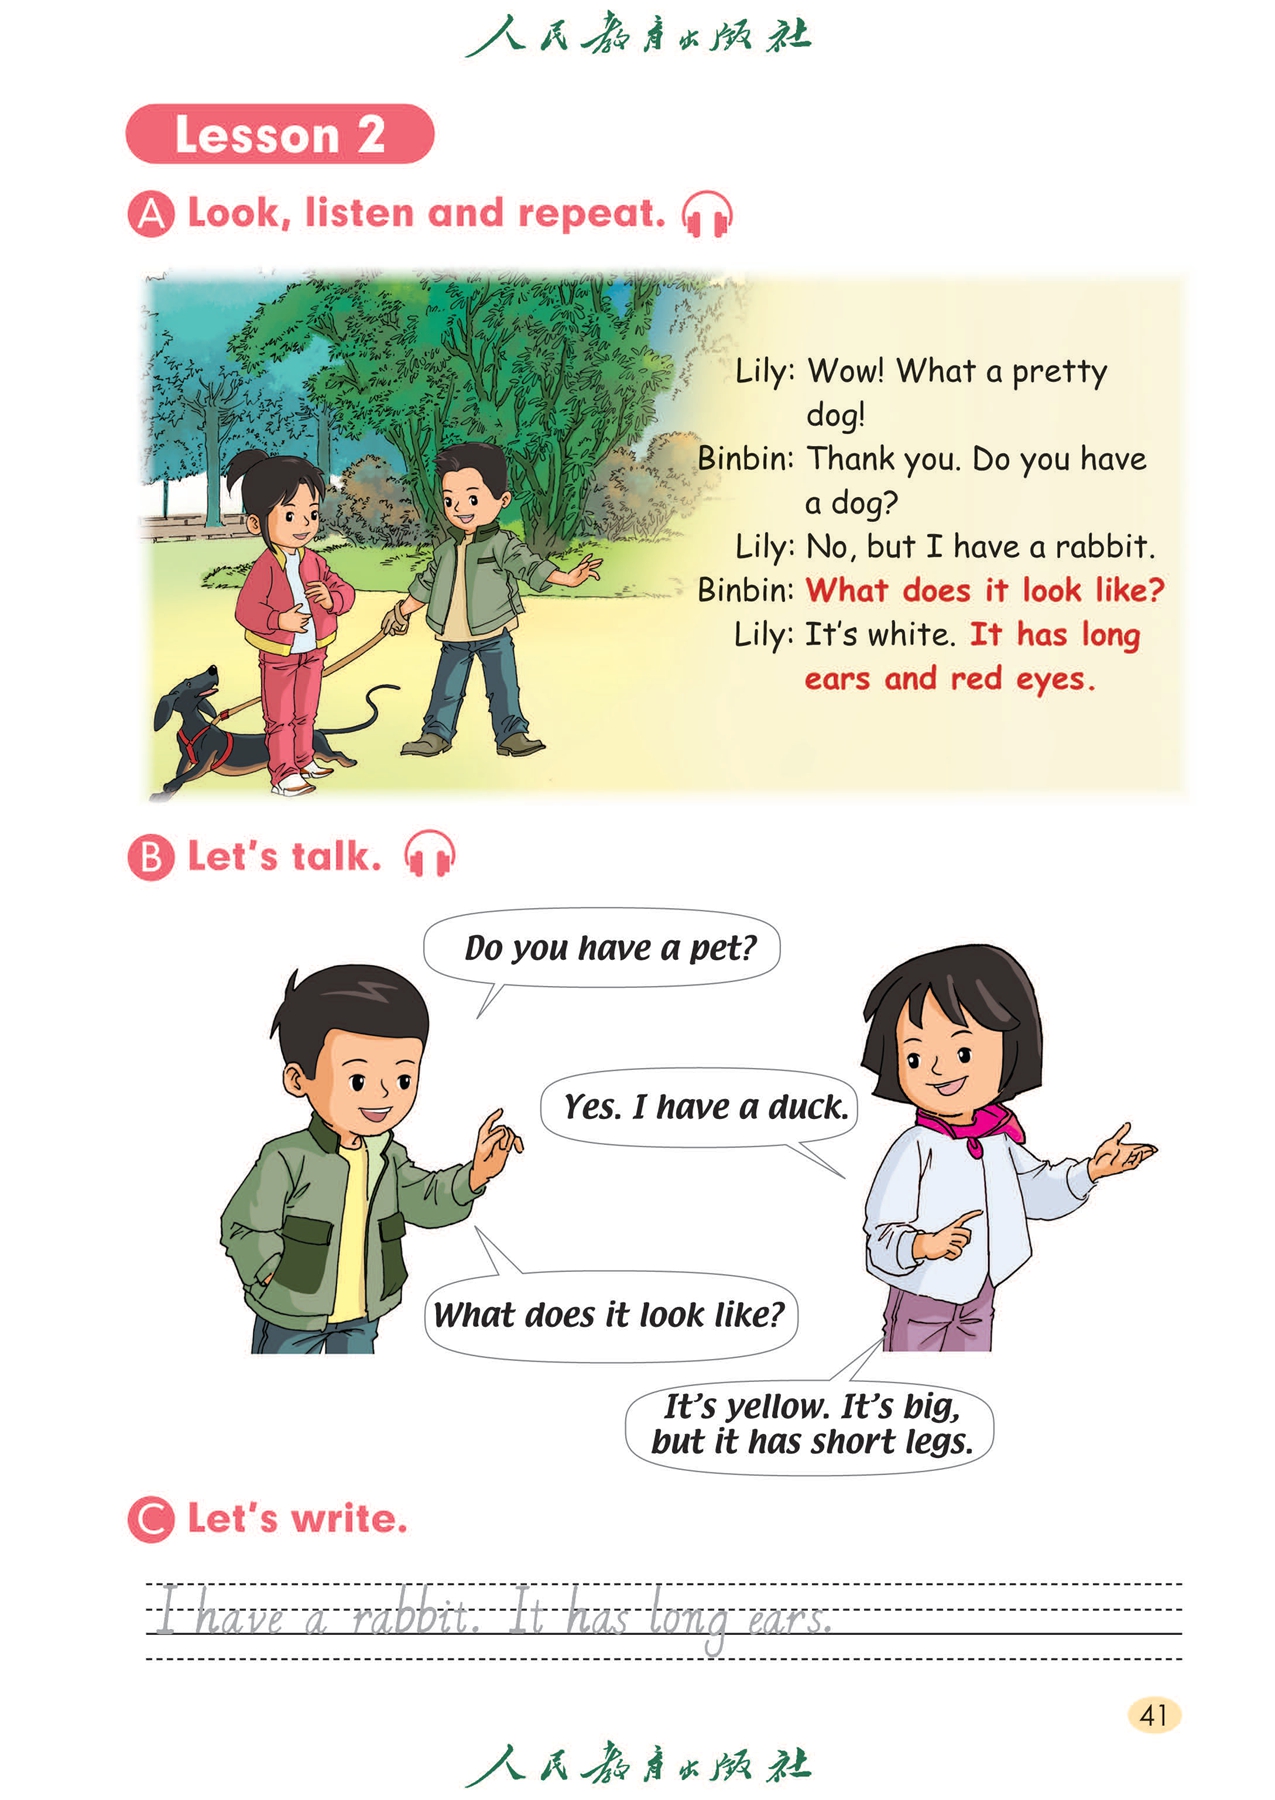 人民教育出版社
Lesson 2
A Look, listen and repeat.
Lily: Wow! What a pretty
dog!
Binbin: Thank you. Do you have
a dog?
Lily: No, but I have a rabbit.
Binbin: What does it look like?
Lily: It's white. It has long
ears and red eyes.
B Let's talk.
Do you have a pet?
Yes. I have a duck.
What does it look like?
It's yellow. It's big,
but it has short legs.
C Let's write.
I have a rabbit. It has long ears.
41
人民教育出版社